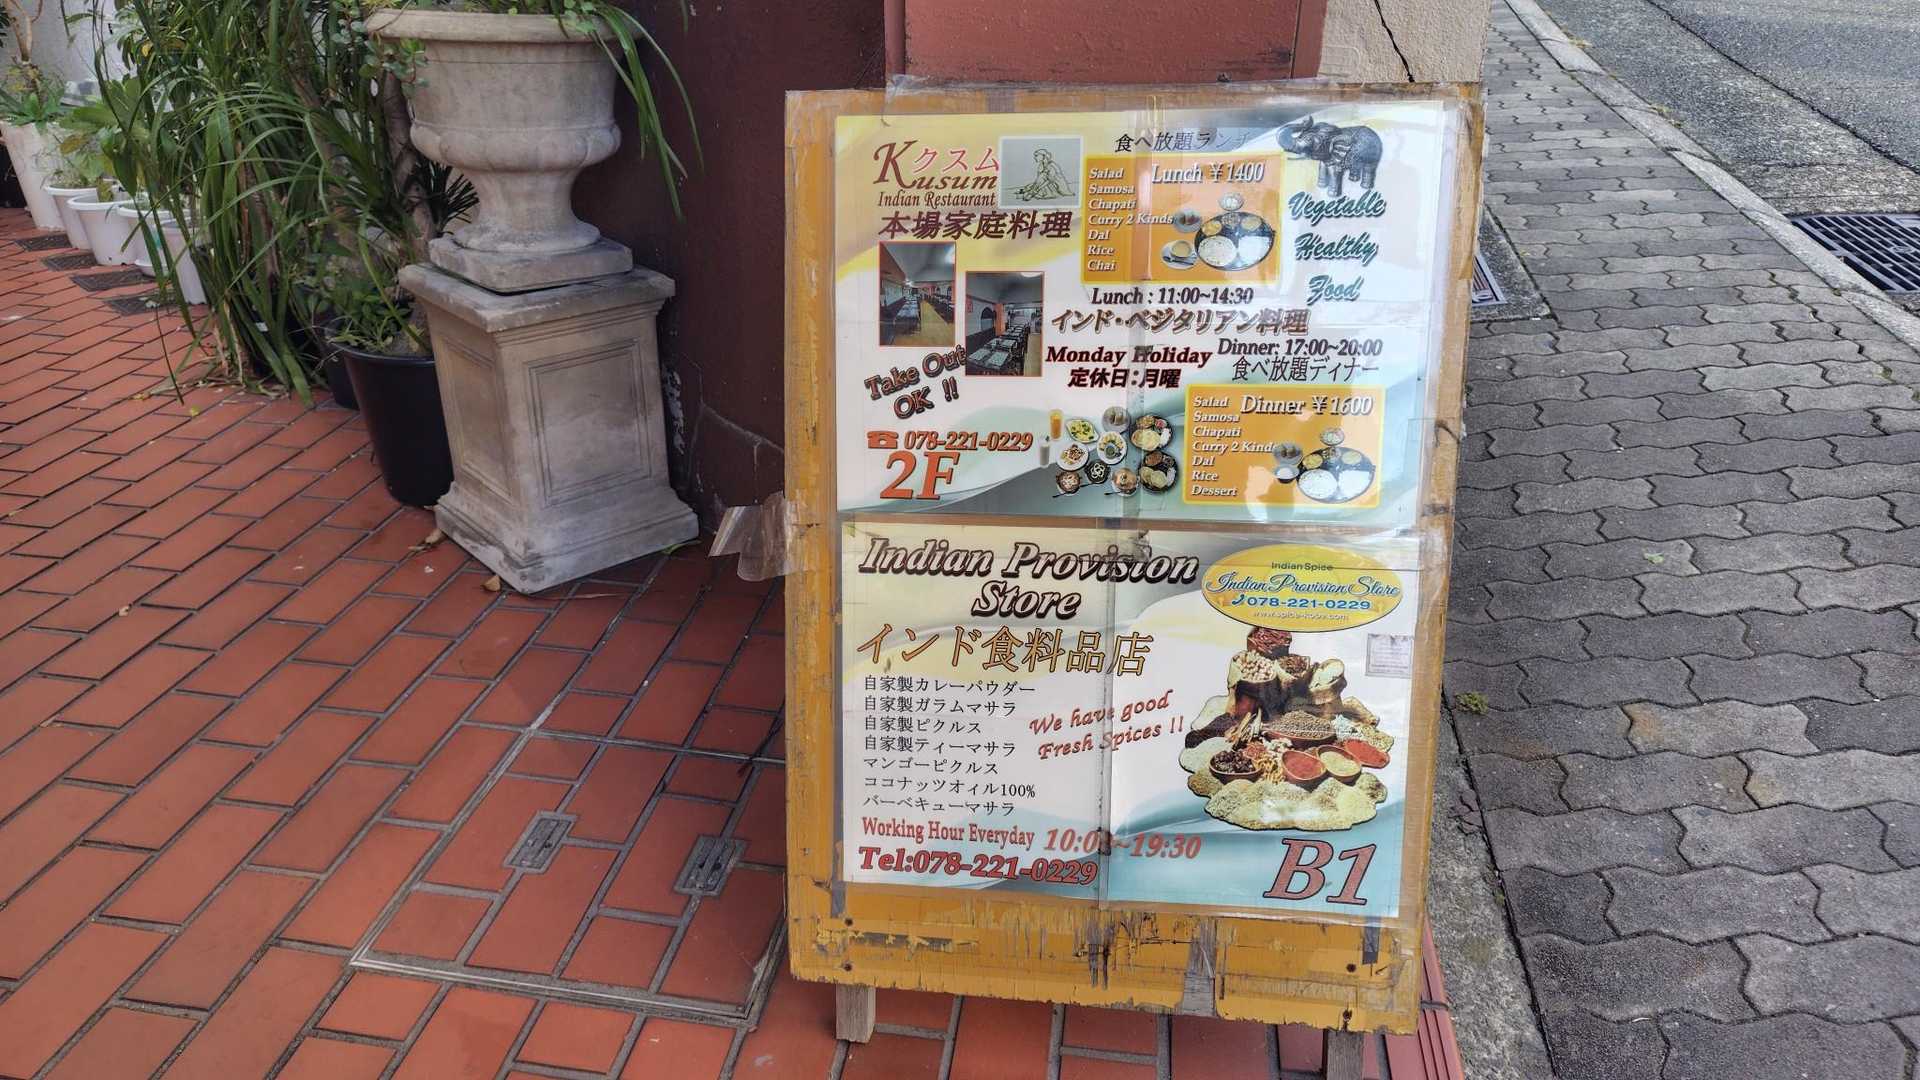 クスム
Kusum
Indian Restaurant
本場家庭料理
食べ放題ランチ
Lunch ¥1400
Salad
Samosa
Chapati
Curry 2 Kinds
Dal
Rice
Chai
Vegetable
Healthy
Food
Lunch : 11:00~14:30
インド・ベジタリアン料理
Monday Holiday
定休日:月曜
Dinner: 17:00~20:00
食べ放題ディナー
Take Out
OK !!
☎ 078-221-0229
2F
Dinner ¥1600
Salad
Samosa
Chapati
Curry 2 Kinds
Dal
Rice
Dessert
Indian Provision
Store
Indian Spice
Indian Provision Store
078-221-0229
www.spice-kobe.com
インド食料品店
自家製カレーパウダー
自家製ガラムマサラ
自家製ピクルス
自家製ティーマサラ
マンゴーピクルス
ココナッツオィル100%
バーベキューマサラ
We have good
Fresh Spices !!
Working Hour Everyday 10:00~19:30
Tel:078-221-0229
B1